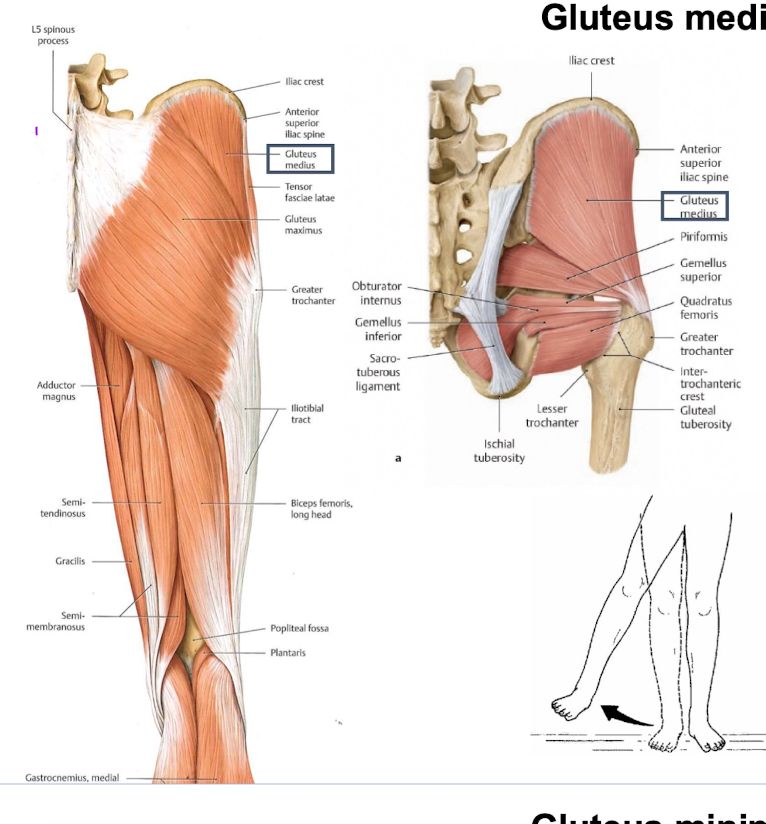 Gluteus medi
L5 spinous
process
Iliac crest
Anterior
superior
iliac spine
Gluteus
medius
Tensor
fasciae latae
Gluteus
maximus
Greater
trochanter
Adductor
magnus
Iliotibial
tract
Semi-
tendinosus
Biceps femoris,
long head
Gracilis
Semi-
membranosus
Popliteal fossa
Plantaris
Gastrocnemius, medial
I
Iliac crest
Anterior
superior
iliac spine
Gluteus
medius
Piriformis
Gemellus
superior
Obturator
internus
Quadratus
femoris
Gemellus
inferior
Greater
trochanter
Sacro-
tuberous
ligament
Inter-
trochanteric
crest
Lesser
trochanter
Gluteal
tuberosity
Ischial
tuberosity
a